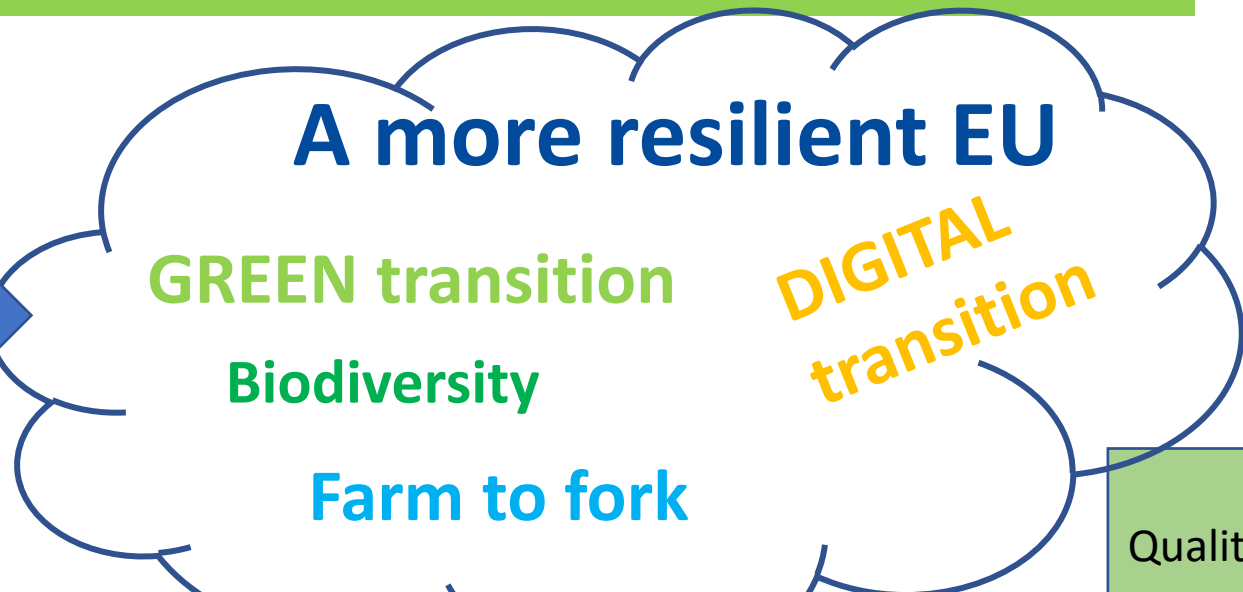 A more resilient EU
GREEN transition
DIGITAL
transition
Biodiversity
Farm to fork